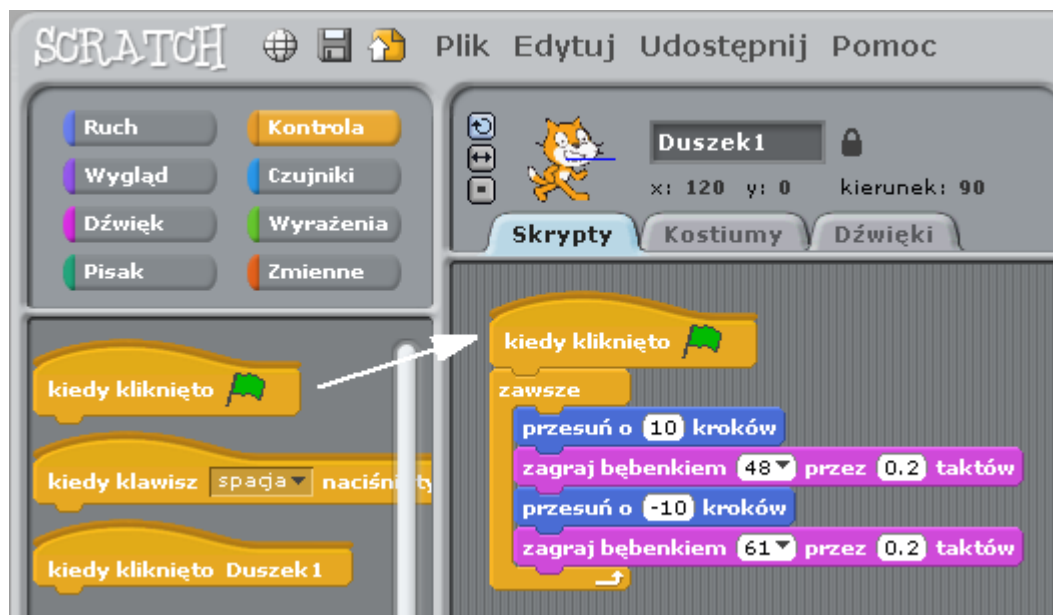 SCRATCH Plik Edytuj Udostępnij Pomoc
Ruch Kontrola
Wygląd Czujniki
Dźwięk Wyrażenia
Pisak Zmienne
Duszek1
x: 120 y: 0 kierunek: 90
Skrypty Kostiumy Dźwięki
kiedy kliknięto
kiedy klawisz spacja naciśnięty
kiedy kliknięto Duszek1
kiedy kliknięto
zawsze
przesuń o 10 kroków
zagraj bębenkiem 48 przez 0.2 taktów
przesuń o -10 kroków
zagraj bębenkiem 61 przez 0.2 taktów